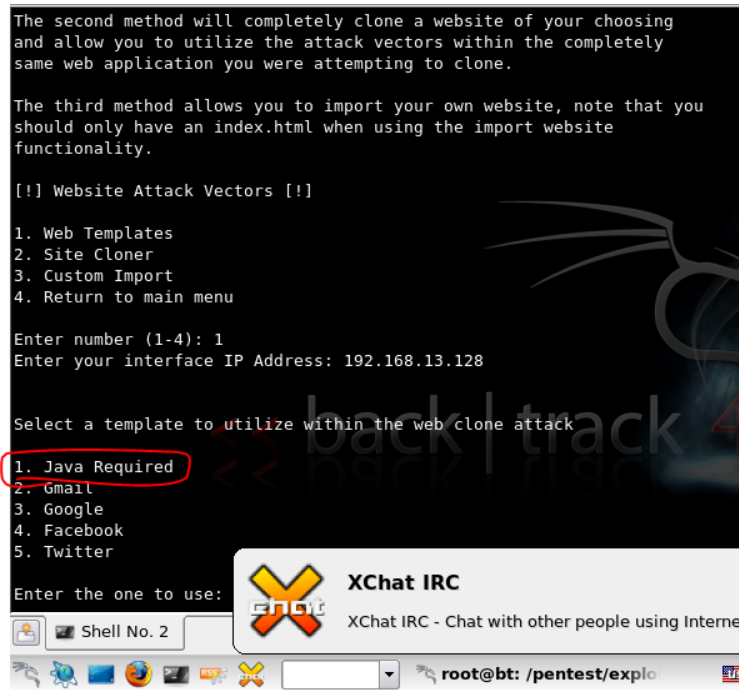 The second method will completely clone a website of your choosing
and allow you to utilize the attack vectors within the completely
same web application you were attempting to clone.
The third method allows you to import your own website, note that you
should only have an index.html when using the import website
functionality.
[!] Website Attack Vectors [!]
1. Web Templates
2. Site Cloner
3. Custom Import
4. Return to main menu
Enter number (1-4): 1
Enter your interface IP Address: 192.168.13.128
<< back | track 4
Select a template to utilize within the web clone attack
1. Java Required
2. Gmail
3. Google
4. Facebook
5. Twitter
Enter the one to use:
chat
XChat IRC
XChat IRC - Chat with other people using Interne
Shell No. 2
root@bt: /pentest/explo